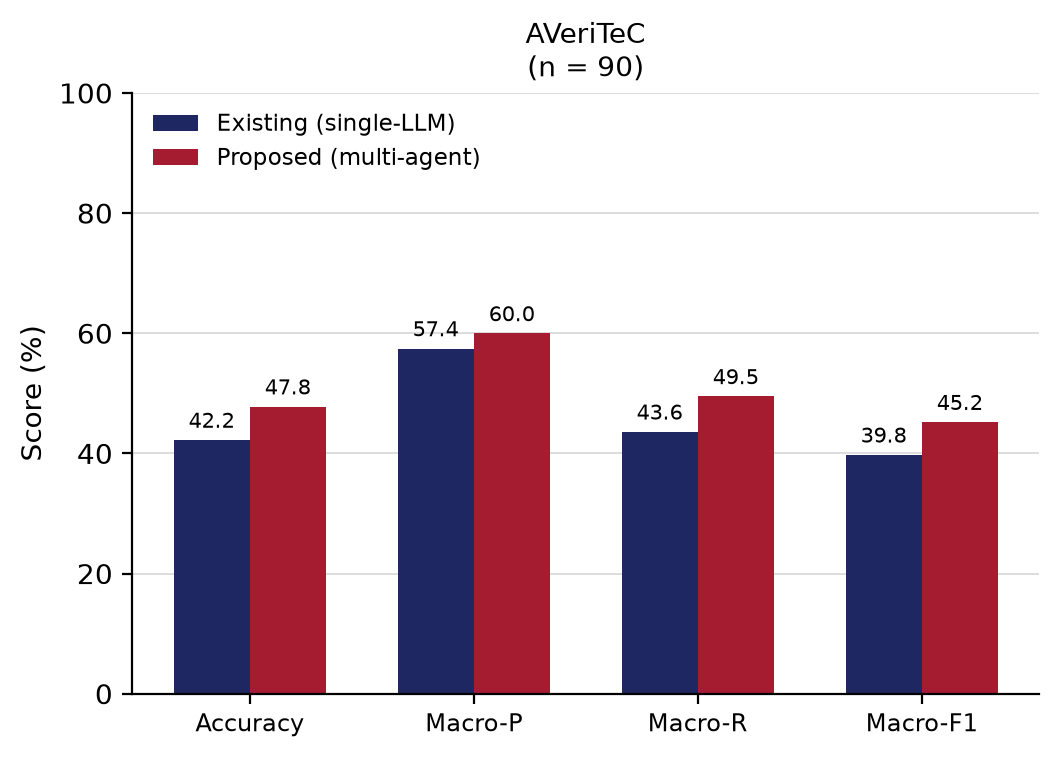 AVeriTeC
(n = 90)
Score (%)
100
80
60
40
20
0
Existing (single-LLM)
Proposed (multi-agent)
42.2
47.8
57.4
60.0
43.6
49.5
39.8
45.2
Accuracy
Macro-P
Macro-R
Macro-F1